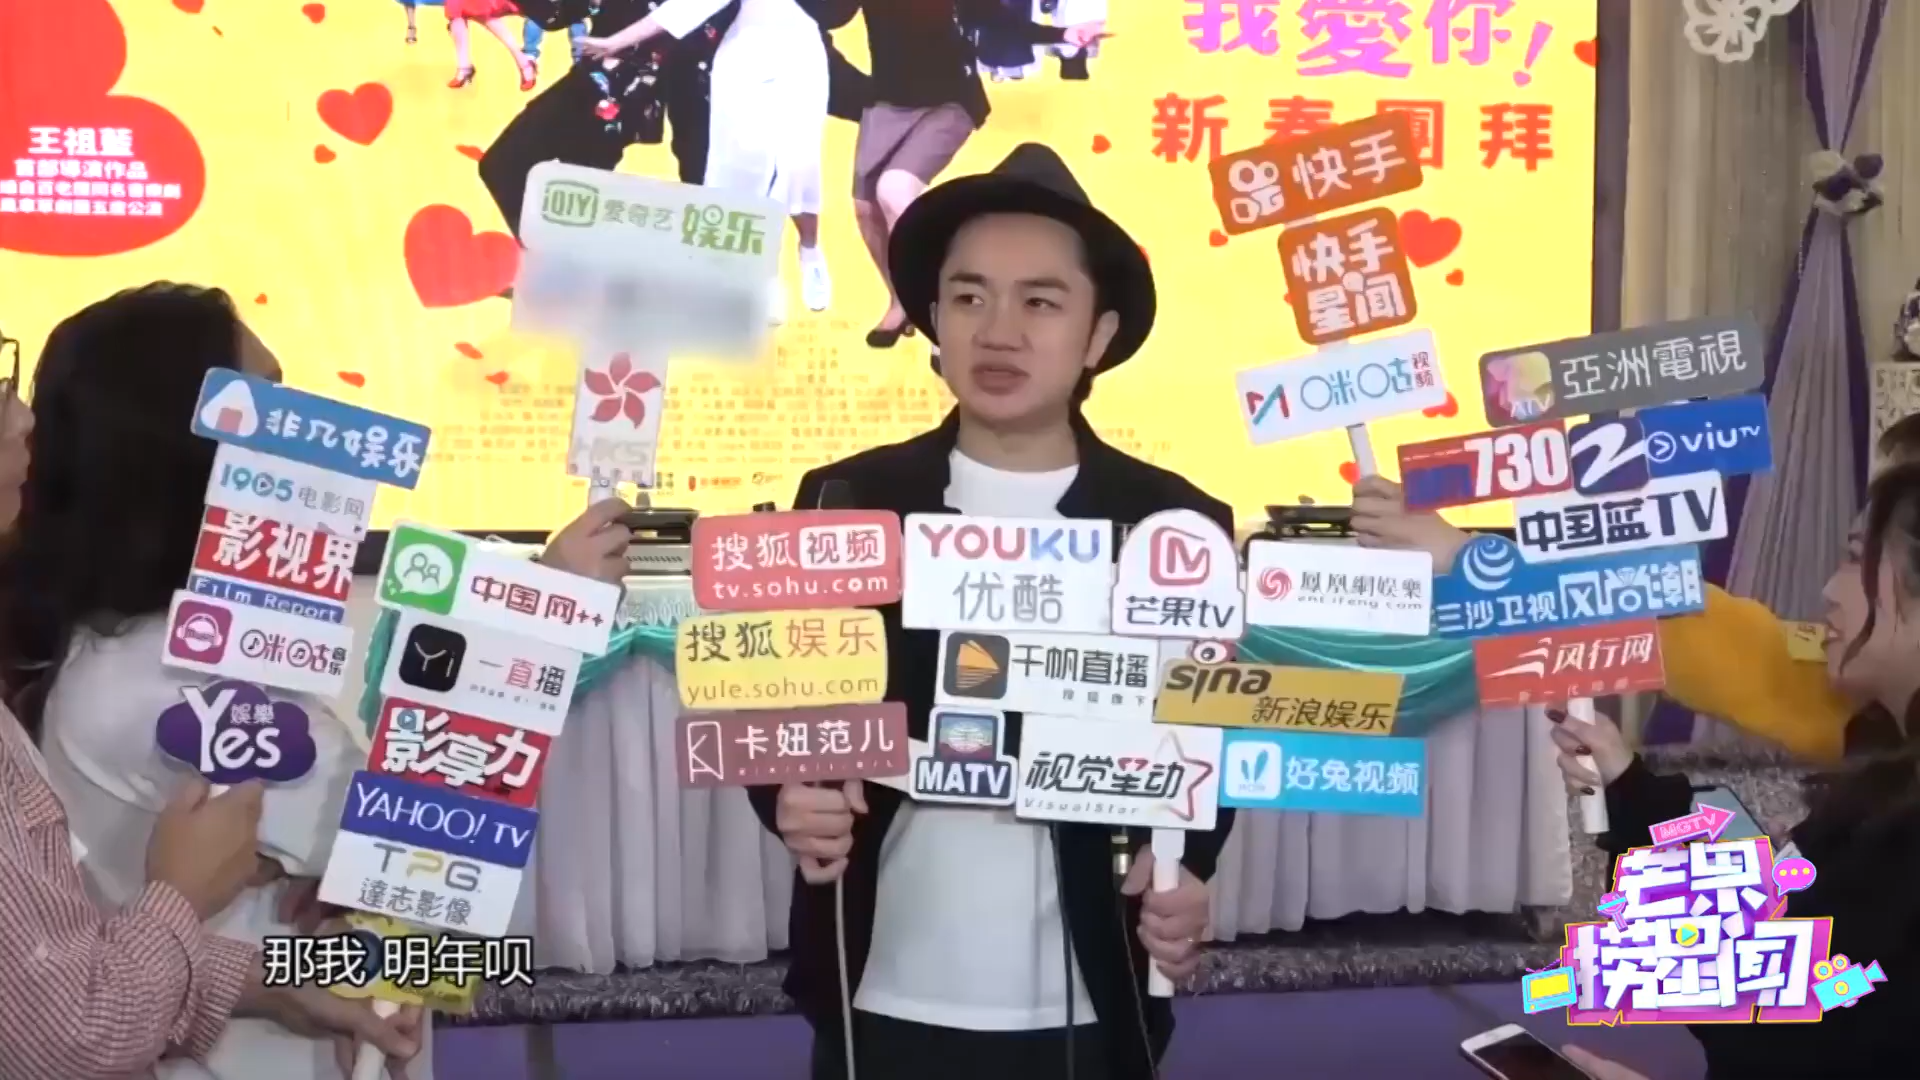 我愛你!
新春團拜
王祖藍
首部導演作品
iQIY 爱奇艺 娱乐
快手
快手
星闻
咪咕视频
ATV 亞洲電視
730
viuTV
中国蓝TV
三沙卫视 风尚潮
风行网
非凡娱乐
1905电影网
影视界
Film Report
咪咕音乐
Yes 娱樂
中国网++
Yi 一直播
影享力
YAHOO! TV
TPG
達志影像
HKS
搜狐视频
tv.sohu.com
搜狐娱乐
yule.sohu.com
卡妞范儿
YOUKU
优酷
芒果tv
千帆直播
sina
新浪娱乐
MATV
视觉星动
VisualStar
鳳凰網娛樂
ent.ifeng.com
好兔视频
那我 明年呗
MGTV
芒果
捞星闻